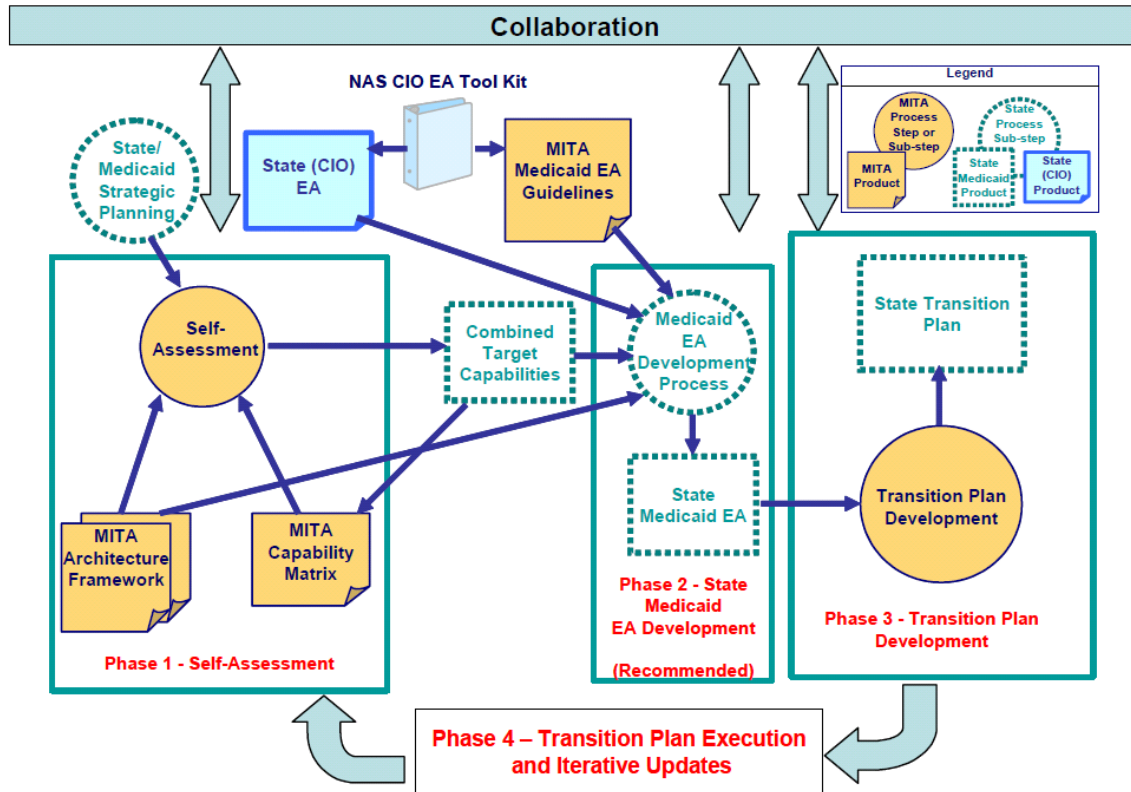 Collaboration
NAS CIO EA Tool Kit
Legend
MITA
Process
Step or
Sub-step
State
Process
Sub-step
MITA
Product
State
Medicaid
Product
State
(CIO)
Product
State/
Medicaid
Strategic
Planning
State (CIO)
EA
MITA
Medicaid EA
Guidelines
Self-
Assessment
Combined
Target
Capabilities
Medicaid
EA
Development
Process
State Transition
Plan
MITA
Architecture
Framework
MITA
Capability
Matrix
State
Medicaid EA
Transition Plan
Development
Phase 1 - Self-Assessment
Phase 2 - State
Medicaid
EA Development
(Recommended)
Phase 3 - Transition Plan
Development
Phase 4 – Transition Plan Execution
and Iterative Updates